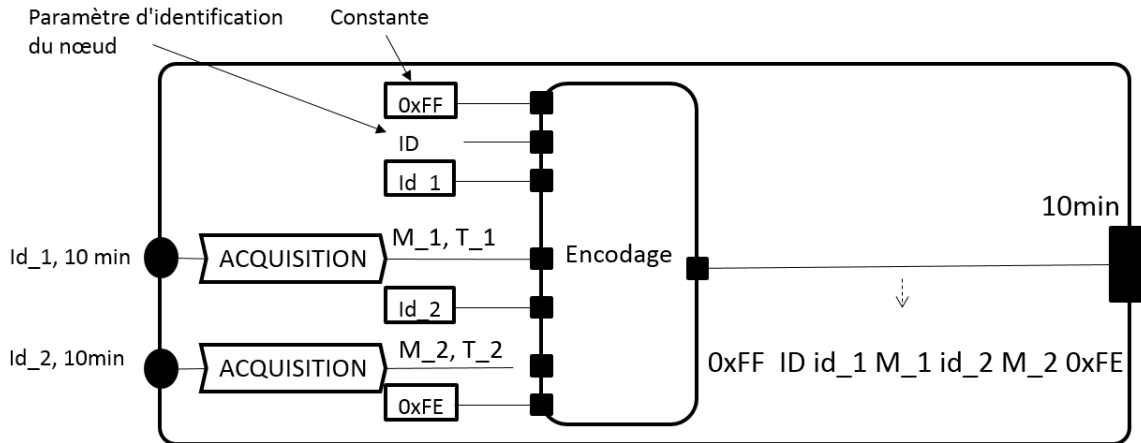 Paramètre d'identification
du nœud
Constante
0xFF
ID
Id_1
10min
Id_1, 10 min
ACQUISITION
M_1, T_1
Encodage
Id_2
Id_2, 10min
ACQUISITION
M_2, T_2
0xFF ID id_1 M_1 id_2 M_2 0xFE
0xFE